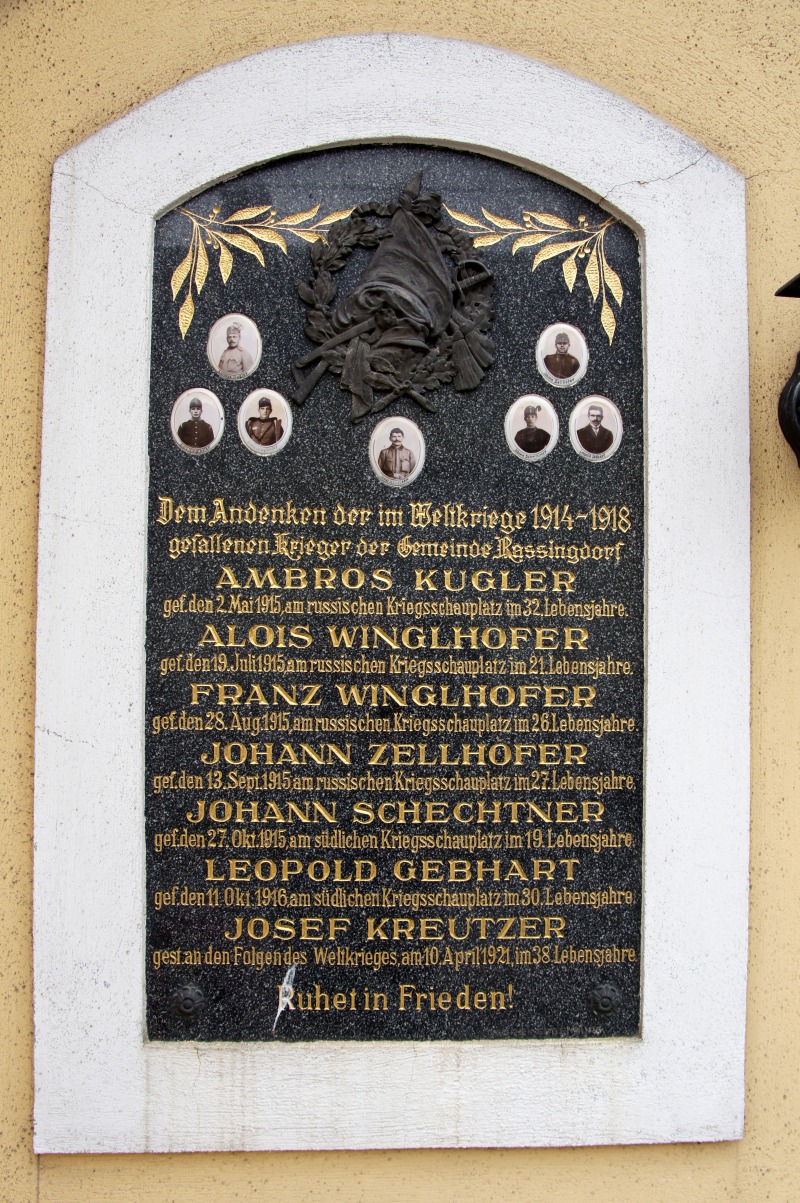 Dem Andenken der im Weltkriege 1914-1918
gefallenen Krieger der Gemeinde Rassingdorf
AMBROS KUGLER
gef. den 2. Mai 1915, am russischen Kriegsschauplatz im 32. Lebensjahre.
ALOIS WINGLHOFER
gef. den 19. Juli 1915 am russischen Kriegsschauplatz im 21. Lebensjahre.
FRANZ WINGLHOFER
gef. den 28. Aug. 1915, am russischen Kriegsschauplatz im 26. Lebensjahre.
JOHANN ZELLHOFER
gef. den 13. Sept. 1915 am russischen Kriegsschauplatz im 27. Lebensjahre.
JOHANN SCHECHTNER
gef. den 27. Okt. 1915, am südlichen Kriegsschauplatz im 19. Lebensjahre.
LEOPOLD GEBHART
gef. den 11. Okt. 1916, am südlichen Kriegsschauplatz im 30. Lebensjahre.
JOSEF KREUTZER
gest. an den Folgen des Weltkrieges, am 10. April 1921, im 38. Lebensjahre.
Ruhet in Frieden!